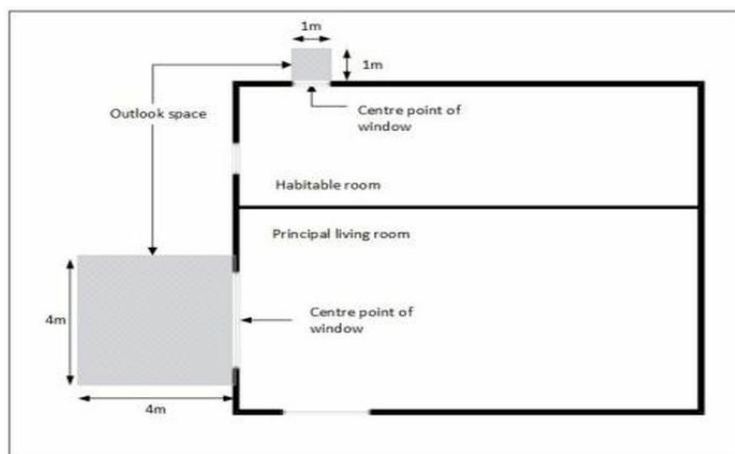 1m
1m
Outlook space
Centre point of
window
Habitable room
Principal living room
4m
Centre point of
window
4m